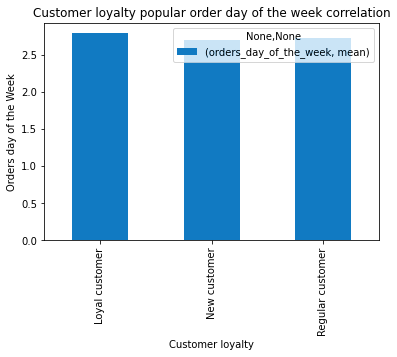 Customer loyalty popular order day of the week correlation
None,None
(orders_day_of_the_week, mean)
Orders day of the Week
2.5
2.0
1.5
1.0
0.5
0.0
Loyal customer
New customer
Regular customer
Customer loyalty